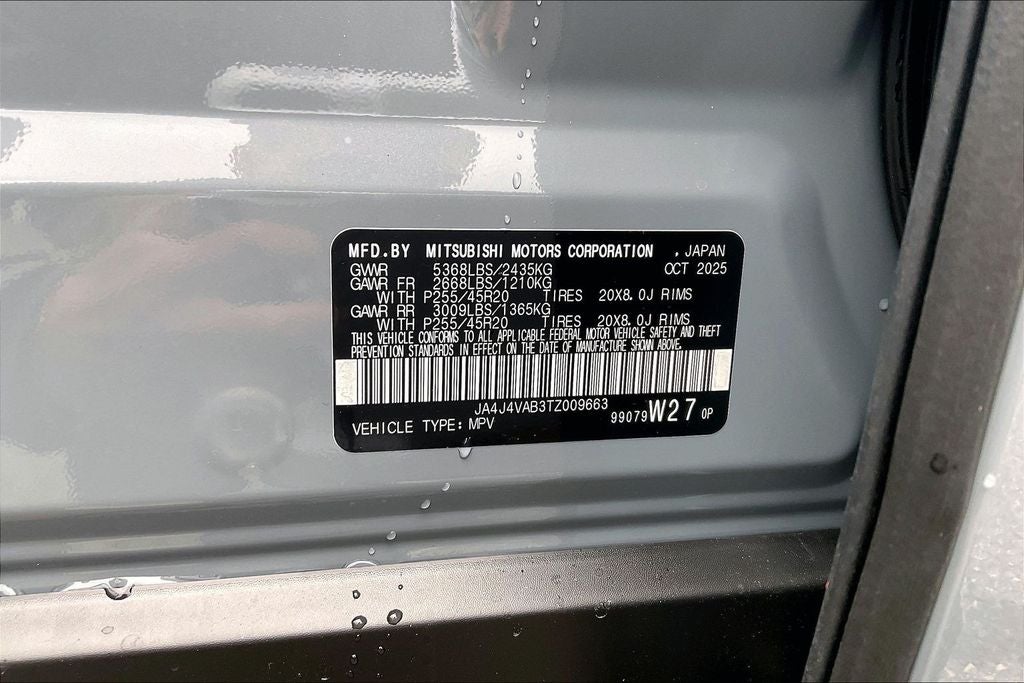 MFD.BY MITSUBISHI MOTORS CORPORATION , JAPAN
GVWR 5368LBS/2435KG OCT 2025
GAWR FR 2668LBS/1210KG
WITH P255/45R20 TIRES 20X8.0J RIMS
GAWR RR 3009LBS/1365KG
WITH P255/45R20 TIRES 20X8.0J RIMS
THIS VEHICLE CONFORMS TO ALL APPLICABLE FEDERAL MOTOR VEHICLE SAFETY AND THEFT
PREVENTION STANDARDS IN EFFECT ON THE DATE OF MANUFACTURE SHOWN ABOVE.
JA4J4VAB3TZ009663
VEHICLE TYPE: MPV 99079 W27 0P